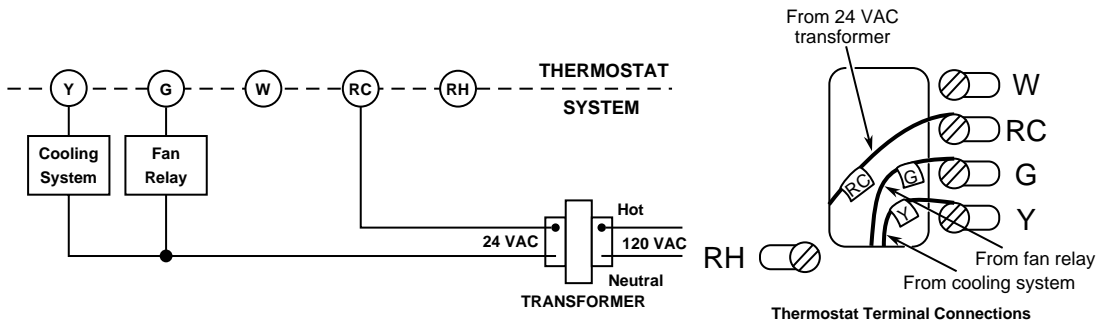 Y G W RC RH
THERMOSTAT
SYSTEM
Cooling
System
Fan
Relay
24 VAC
Hot
120 VAC
Neutral
TRANSFORMER
From 24 VAC
transformer
W
RC
RC
G
G
Y
Y
RH
From fan relay
From cooling system
Thermostat Terminal Connections